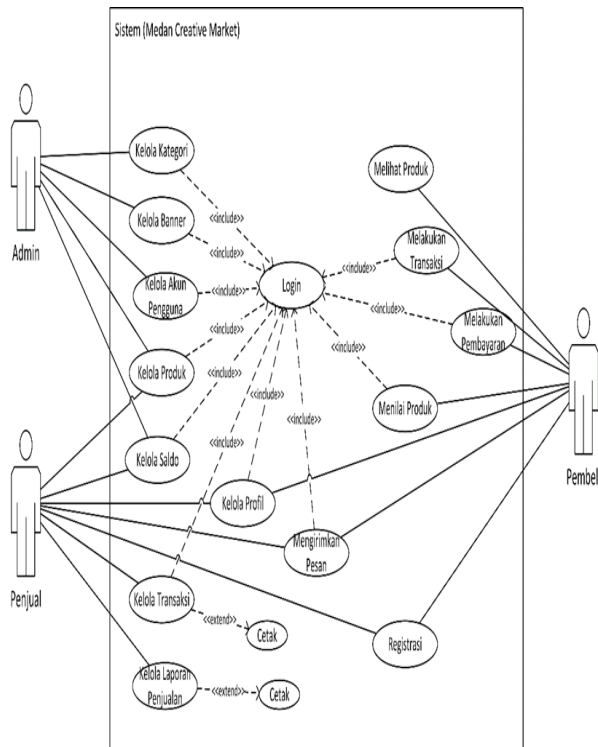 Sistem (Medan Creative Market)
Kelola Kategori
Melihat Produk
<<include>>
Kelola Banner
Melakukan
Transaksi
Admin
<<include>>
<<include>>
Login
Kelola Akun
Pengguna
<<include>>
<<include>>
Melakukan
Pembayaran
<<include>>
<<include>>
Kelola Produk
Menilai Produk
<<include>>
<<include>>
<<include>>
<<include>>
Kelola Saldo
Pembel
Kelola Profil
Mengirimkan
Pesan
Penjual
Kelola Transaksi
<<extend>>
Cetak
Registrasi
Kelola Laporan
Penjualan
<<extend>>
Cetak